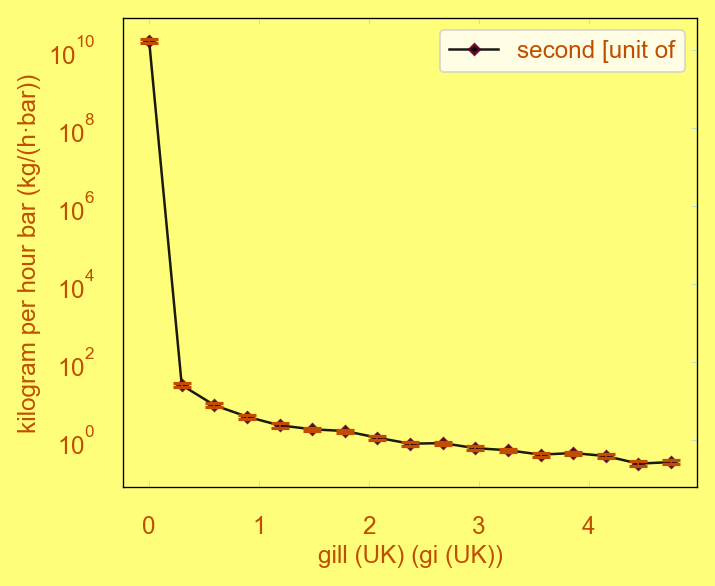 second [unit of
kilogram per hour bar (kg/(h·bar))
10^10
10^8
10^6
10^4
10^2
10^0
0 1 2 3 4
gill (UK) (gi (UK))